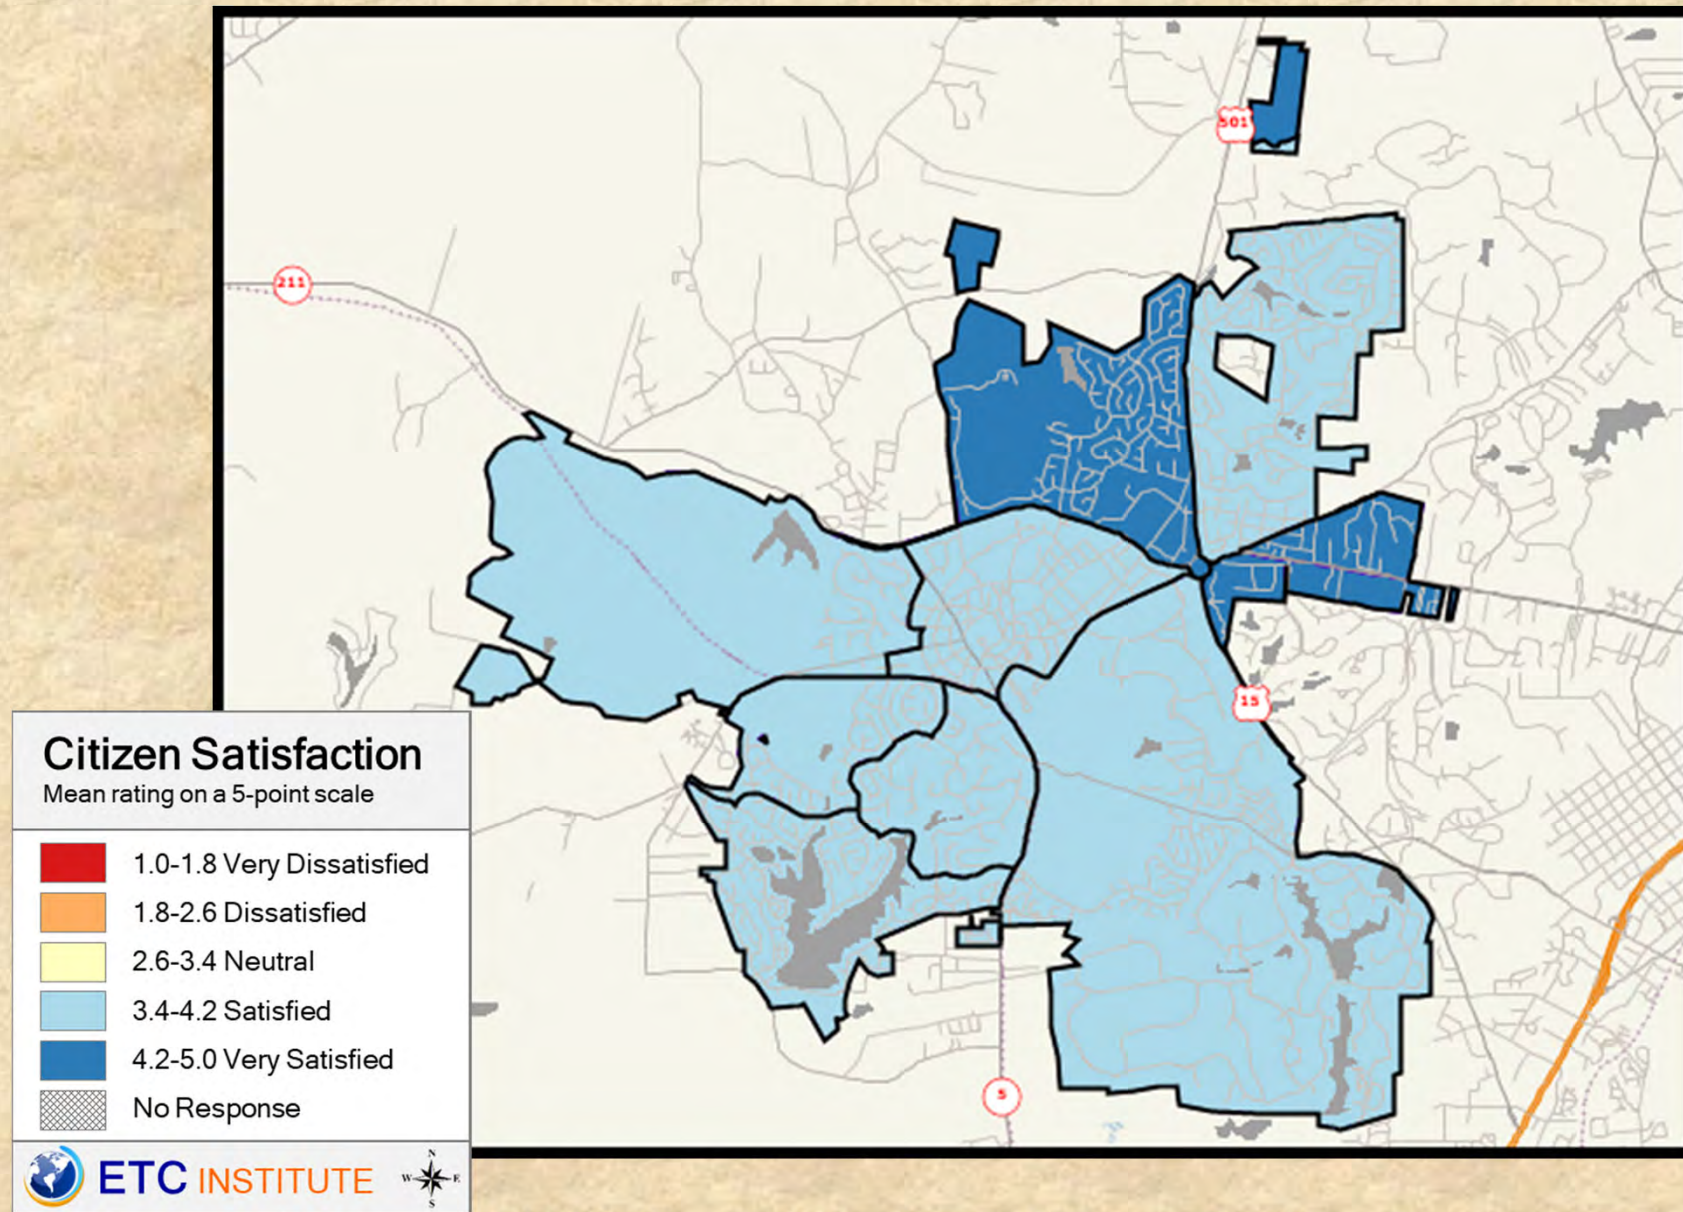 501
211
15
Citizen Satisfaction
Mean rating on a 5-point scale
1.0-1.8 Very Dissatisfied
1.8-2.6 Dissatisfied
2.6-3.4 Neutral
3.4-4.2 Satisfied
4.2-5.0 Very Satisfied
No Response
5
ETC INSTITUTE
N
W E
S